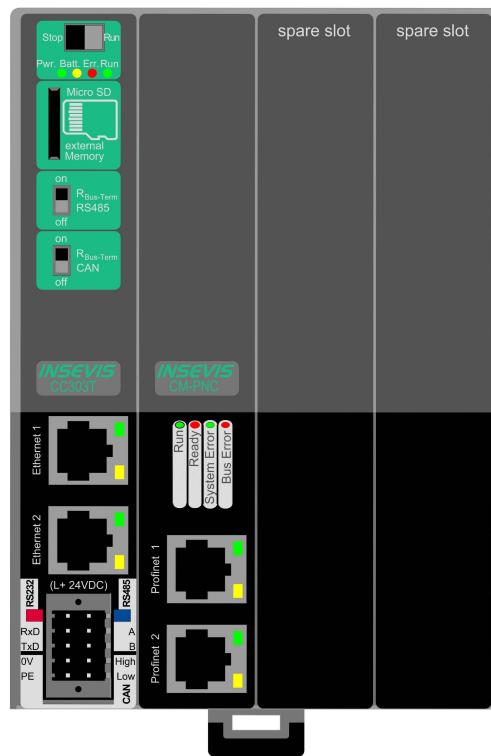 spare slot
spare slot
Stop
Run
Pwr. Batt. Err. Run
Micro SD
external
Memory
on
RBus-Term
RS485
off
on
RBus-Term
CAN
off
INSEVIS
CC303T
INSEVIS
CM-PNC
Ethernet 1
Ethernet 2
Run
Ready
System Error
Bus Error
Profinet 1
Profinet 2
(L+ 24VDC)
RS232
RS485
RxD
A
TxD
B
0V
High
PE
Low
CAN